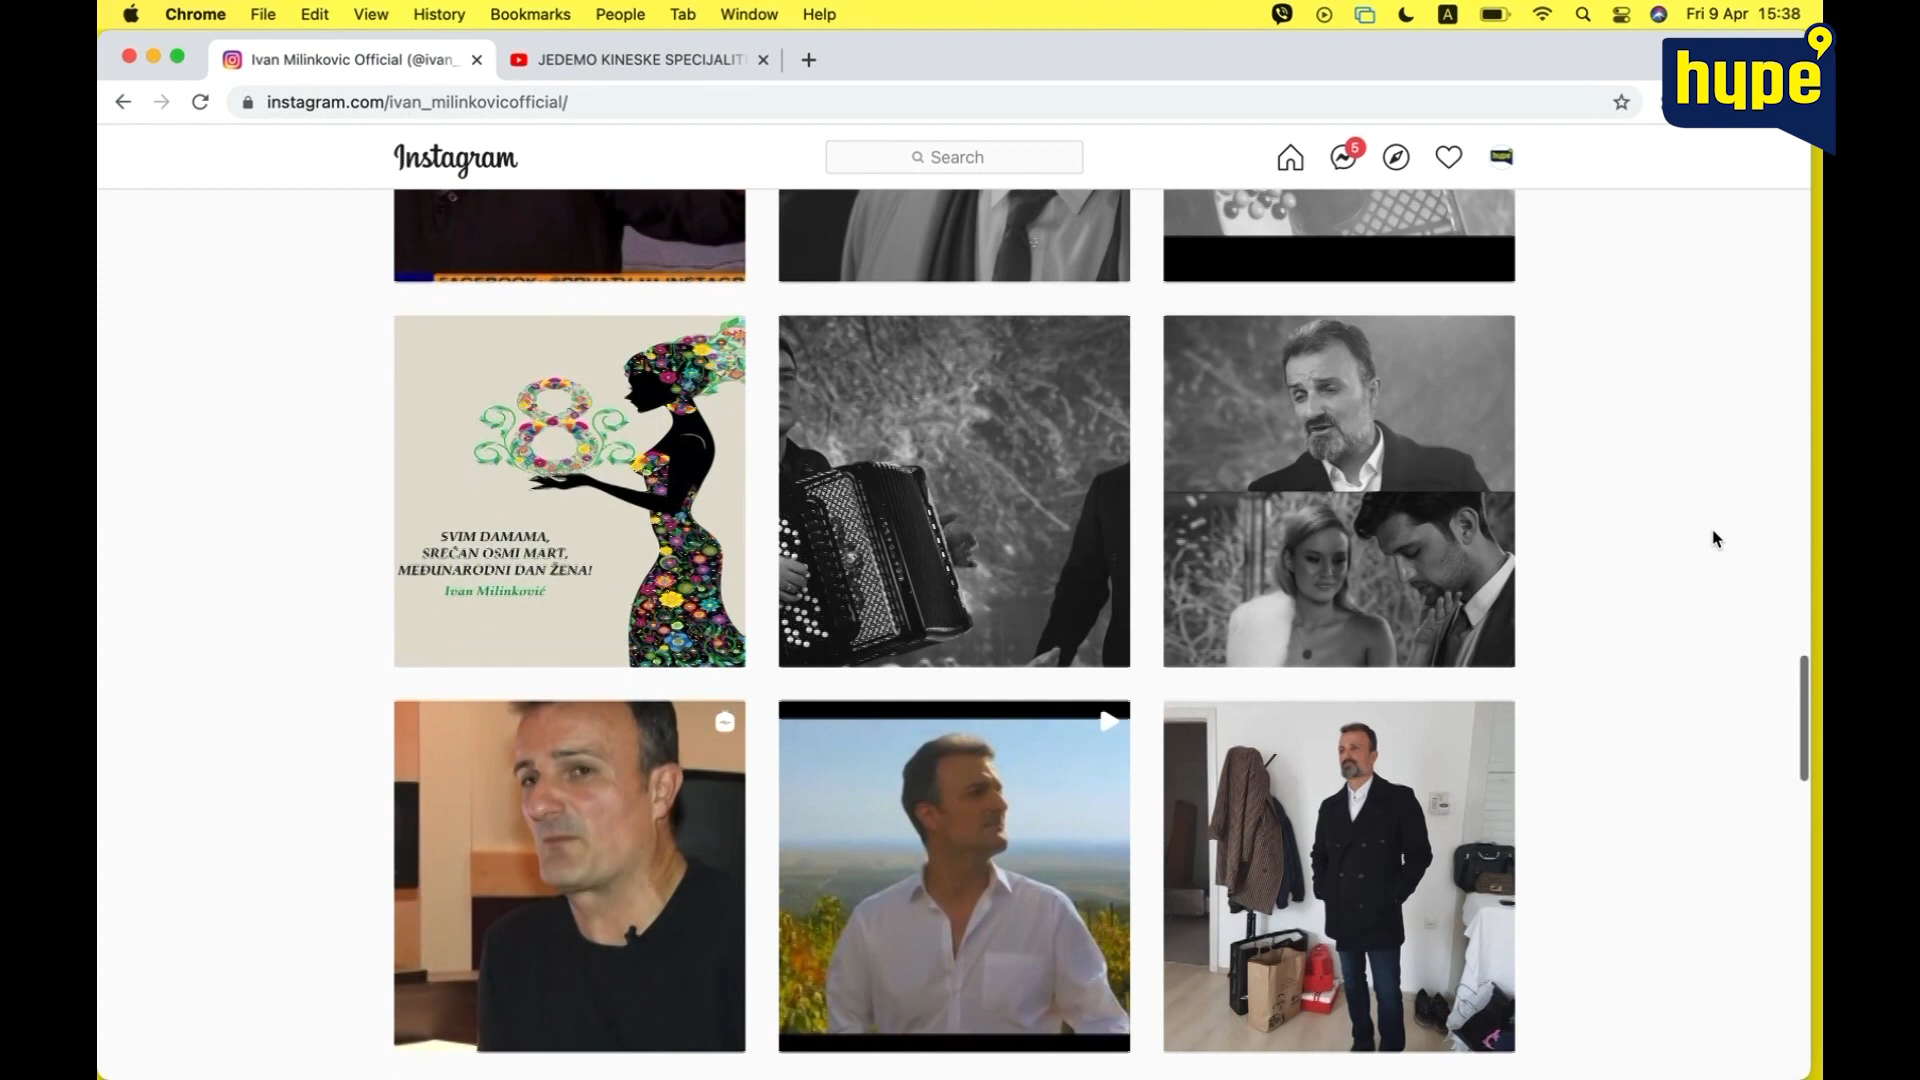 Chrome File Edit View History Bookmarks People Tab Window Help
A
Fri 9 Apr 15:38
Ivan Milinkovic Official (@ivan_
JEDEMO KINESKE SPECIJALIT
hype
instagram.com/ivan_milinkovicofficial/
Instagram
Search
5
hype
SVIM DAMAMA,
SREĆAN OSMI MART,
MEĐUNARODNI DAN ŽENA!
Ivan Milinković